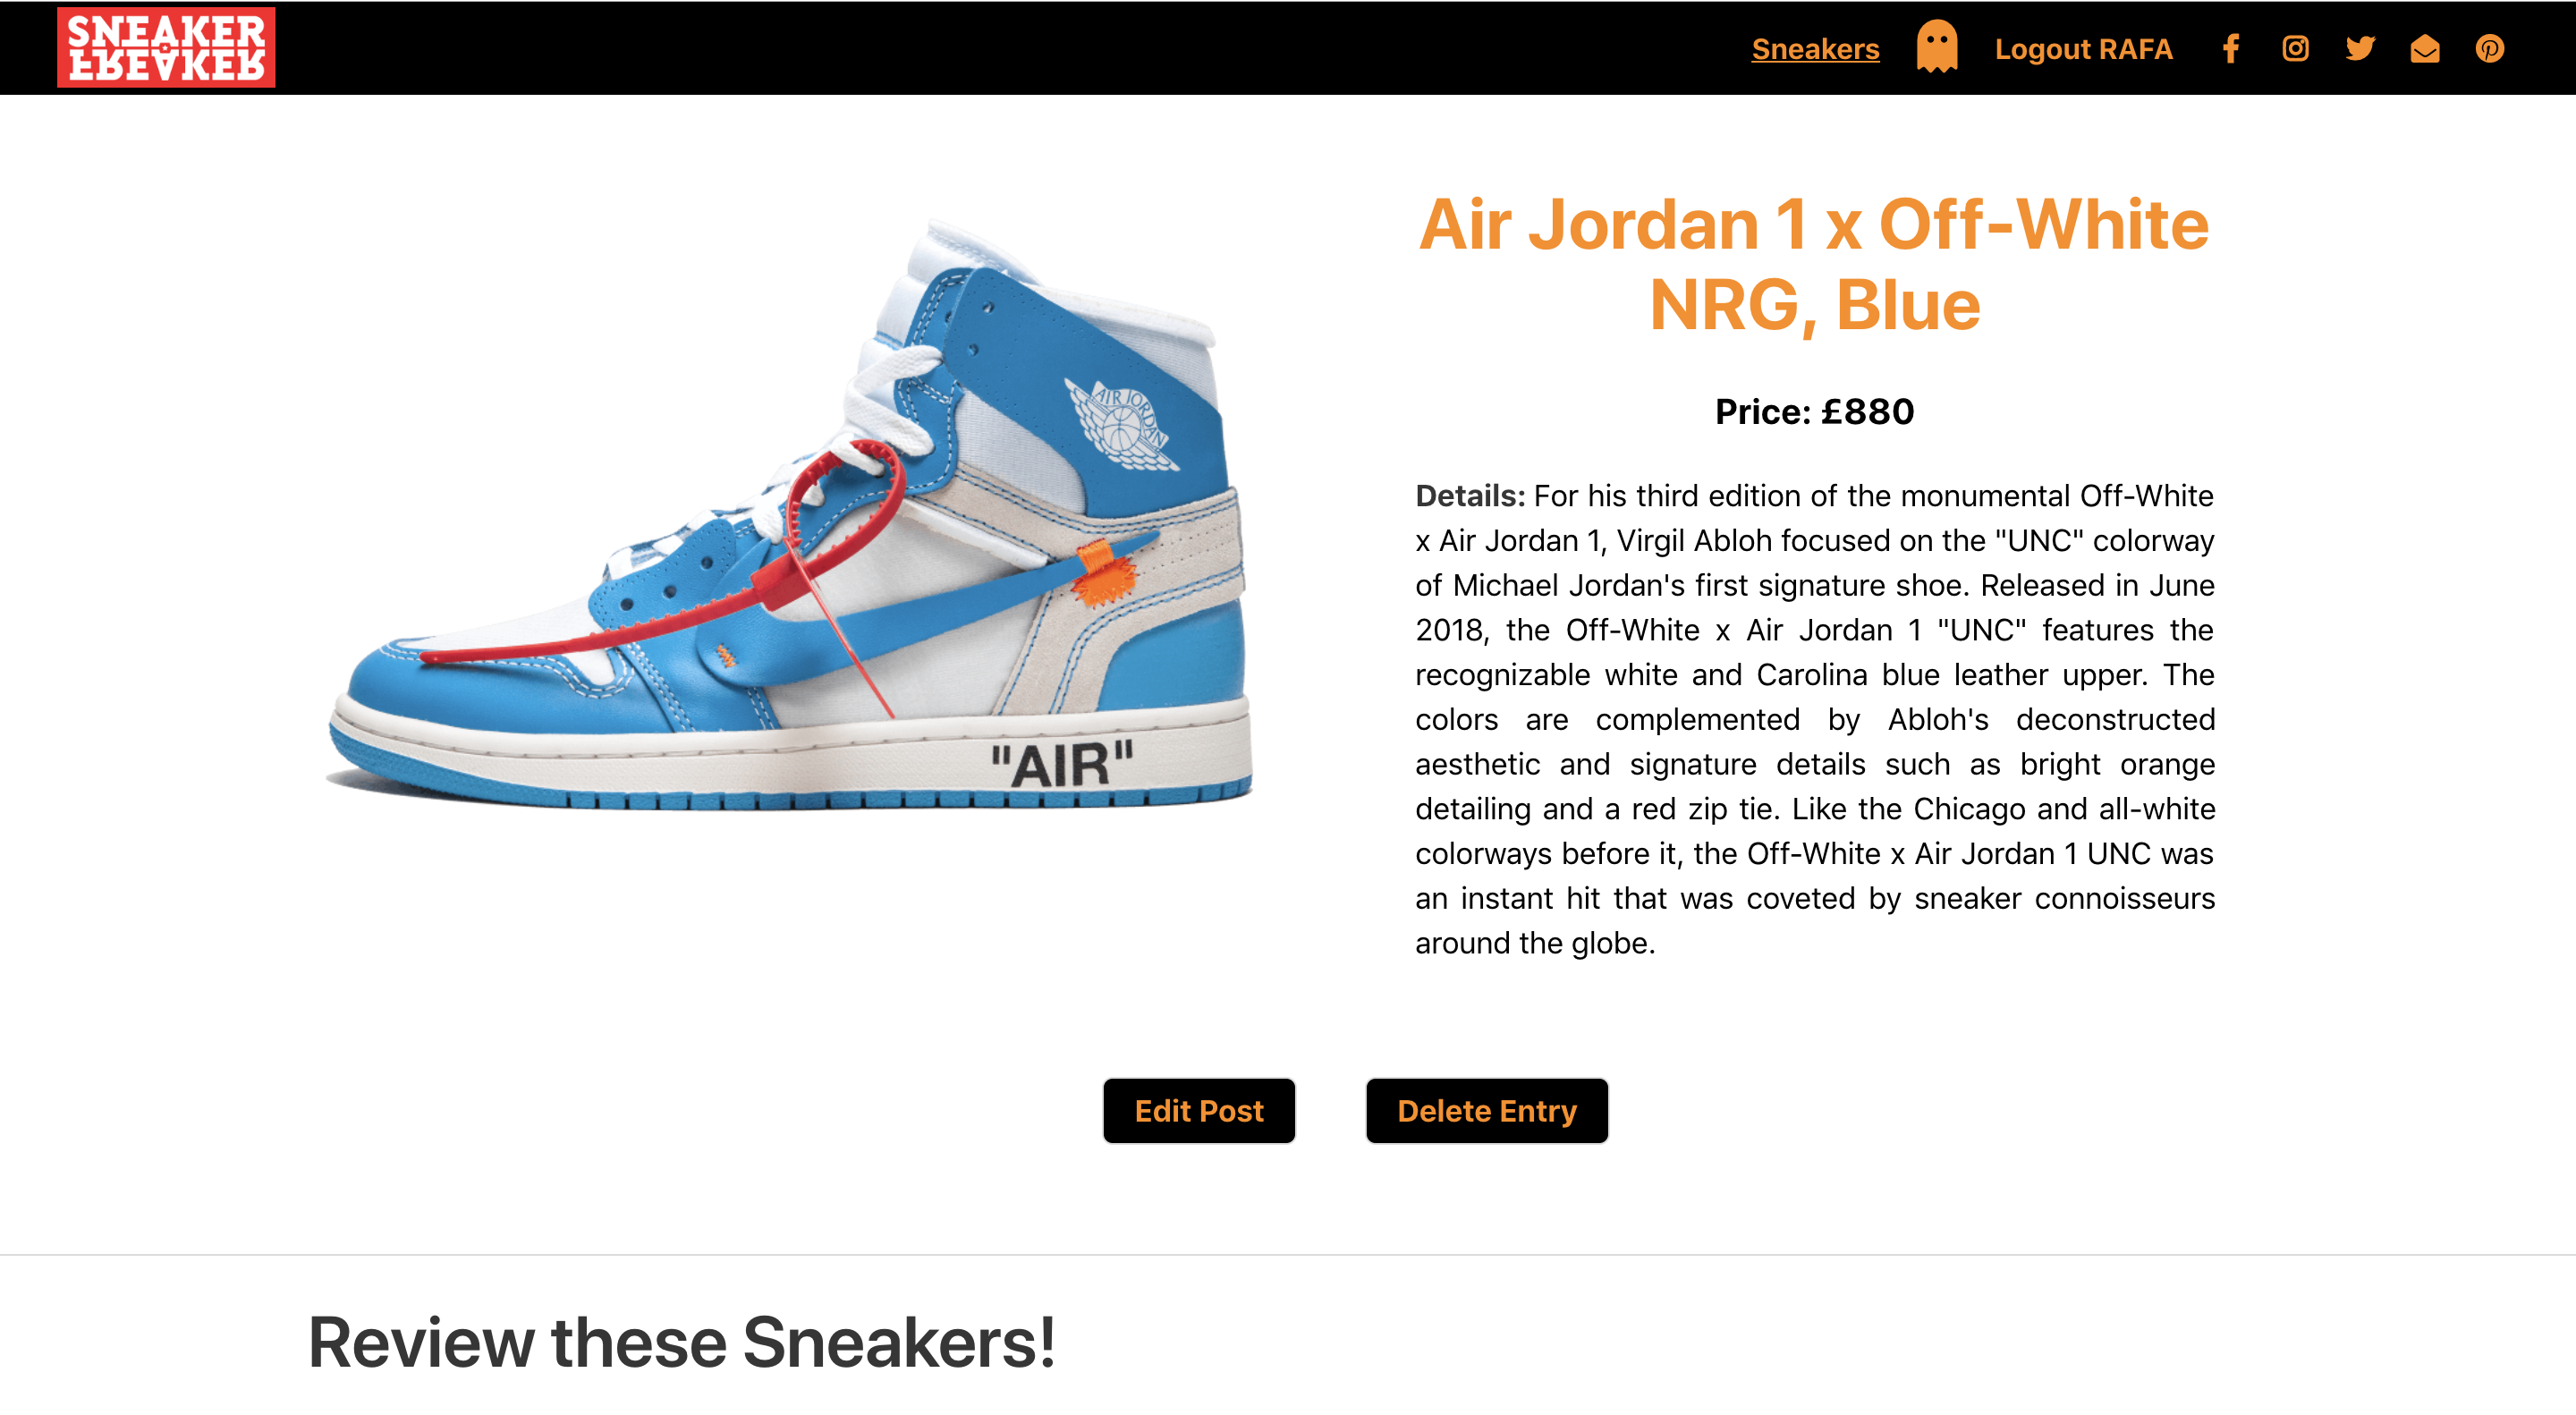 SNEAKER
FREAKER
Sneakers
Logout RAFA
Air Jordan 1 x Off-White
NRG, Blue
Price: £880
Details: For his third edition of the monumental Off-White
x Air Jordan 1, Virgil Abloh focused on the "UNC" colorway
of Michael Jordan's first signature shoe. Released in June
2018, the Off-White x Air Jordan 1 "UNC" features the
recognizable white and Carolina blue leather upper. The
colors are complemented by Abloh's deconstructed
aesthetic and signature details such as bright orange
detailing and a red zip tie. Like the Chicago and all-white
colorways before it, the Off-White x Air Jordan 1 UNC was
an instant hit that was coveted by sneaker connoisseurs
around the globe.
AIR JORDAN
"AIR"
Edit Post
Delete Entry
Review these Sneakers!